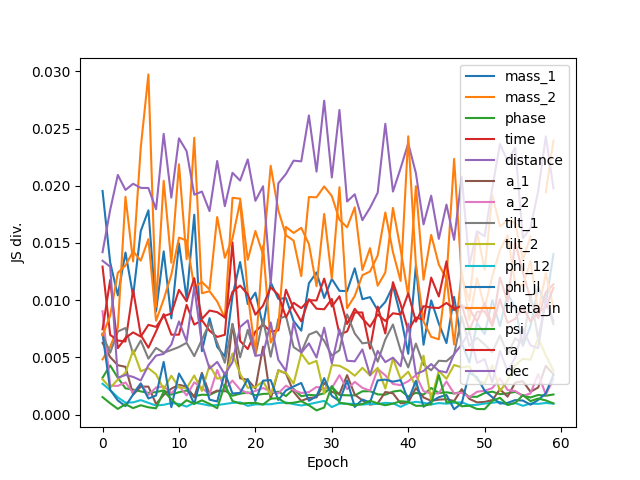 0.030
0.025
0.020
0.015
0.010
0.005
0.000
JS div.
0
10
20
30
40
50
60
Epoch
mass_1
mass_2
phase
time
distance
a_1
a_2
tilt_1
tilt_2
phi_12
phi_jl
theta_jn
psi
ra
dec